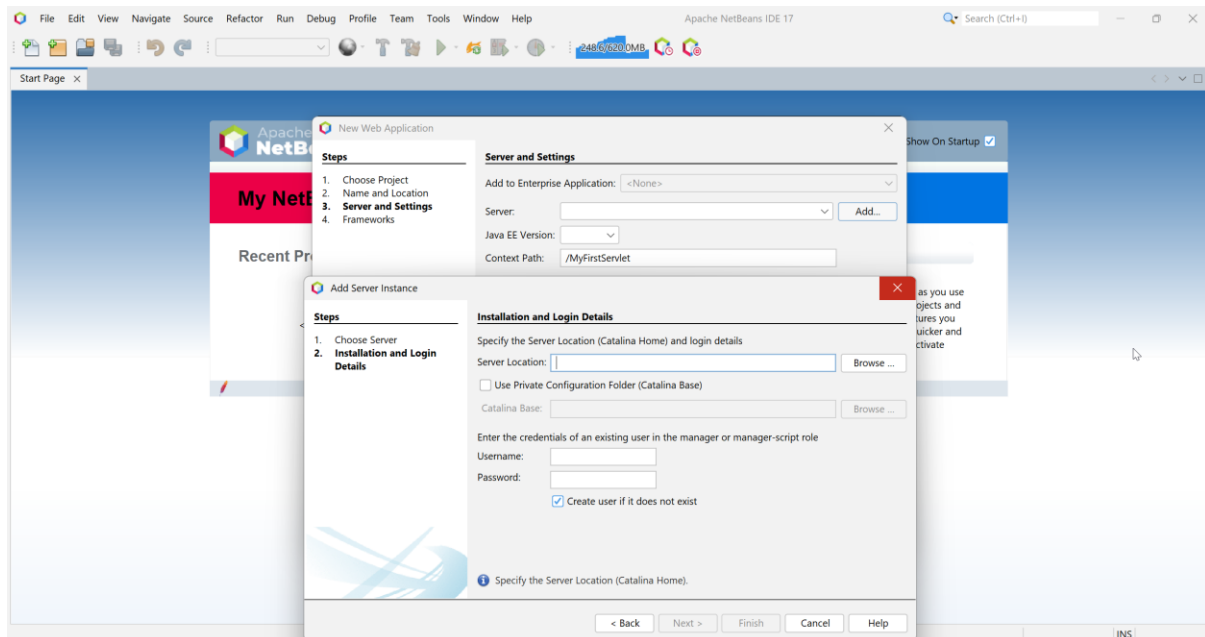 File Edit View Navigate Source Refactor Run Debug Profile Team Tools Window Help Apache NetBeans IDE 17 Search (Ctrl+I)
248.6/620.0MB
Start Page
Apache
NetB
Show On Startup
My NetB
Recent Pr
as you use
ojects and
tures you
uicker and
ctivate
New Web Application
Steps
1. Choose Project
2. Name and Location
3. Server and Settings
4. Frameworks
Server and Settings
Add to Enterprise Application: <None>
Server: Add...
Java EE Version:
Context Path: /MyFirstServlet
Add Server Instance
Steps
1. Choose Server
2. Installation and Login
Details
Installation and Login Details
Specify the Server Location (Catalina Home) and login details
Server Location: Browse ...
Use Private Configuration Folder (Catalina Base)
Catalina Base: Browse ...
Enter the credentials of an existing user in the manager or manager-script role
Username:
Password:
Create user if it does not exist
Specify the Server Location (Catalina Home).
< Back Next > Finish Cancel Help
INS